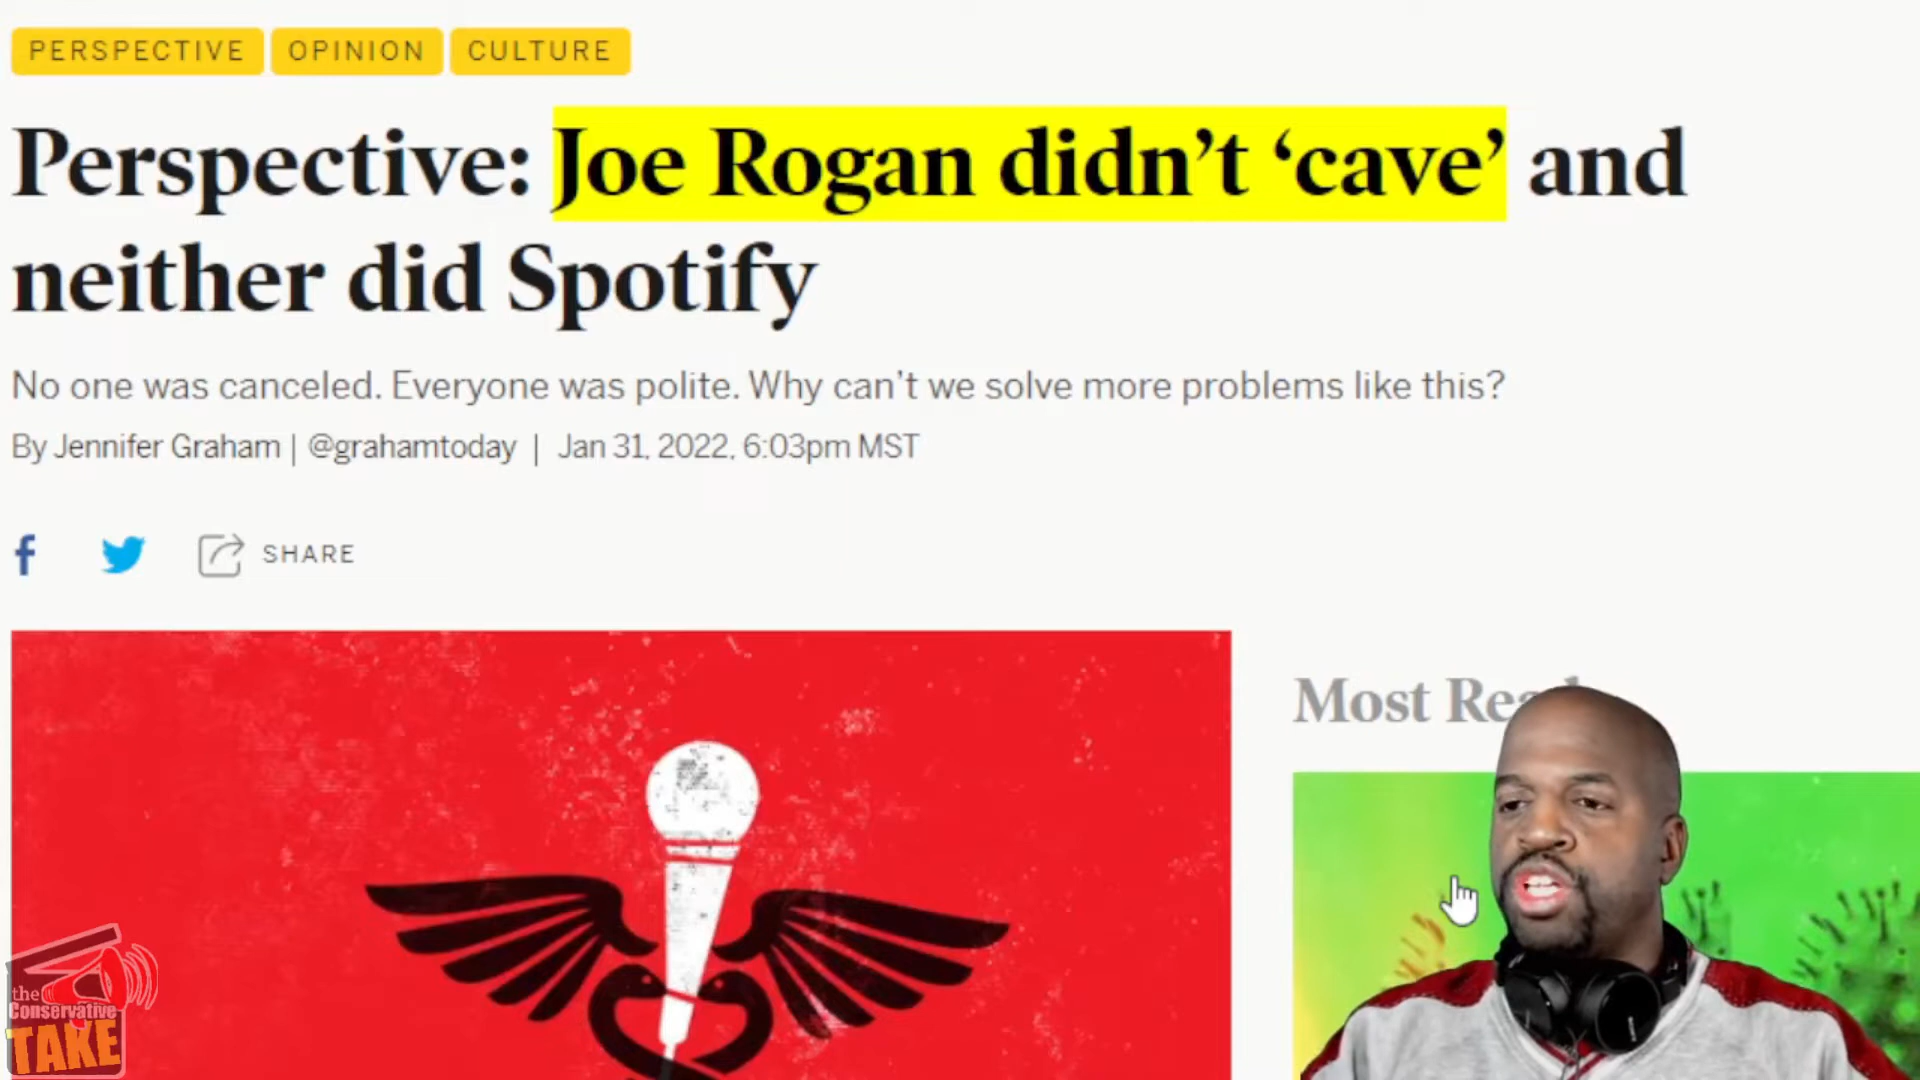 PERSPECTIVE OPINION CULTURE
Perspective: Joe Rogan didn’t ‘cave’ and
neither did Spotify
No one was canceled. Everyone was polite. Why can’t we solve more problems like this?
By Jennifer Graham | @grahamtoday | Jan 31, 2022, 6:03pm MST
SHARE
Most
the
Conservative
TAKE